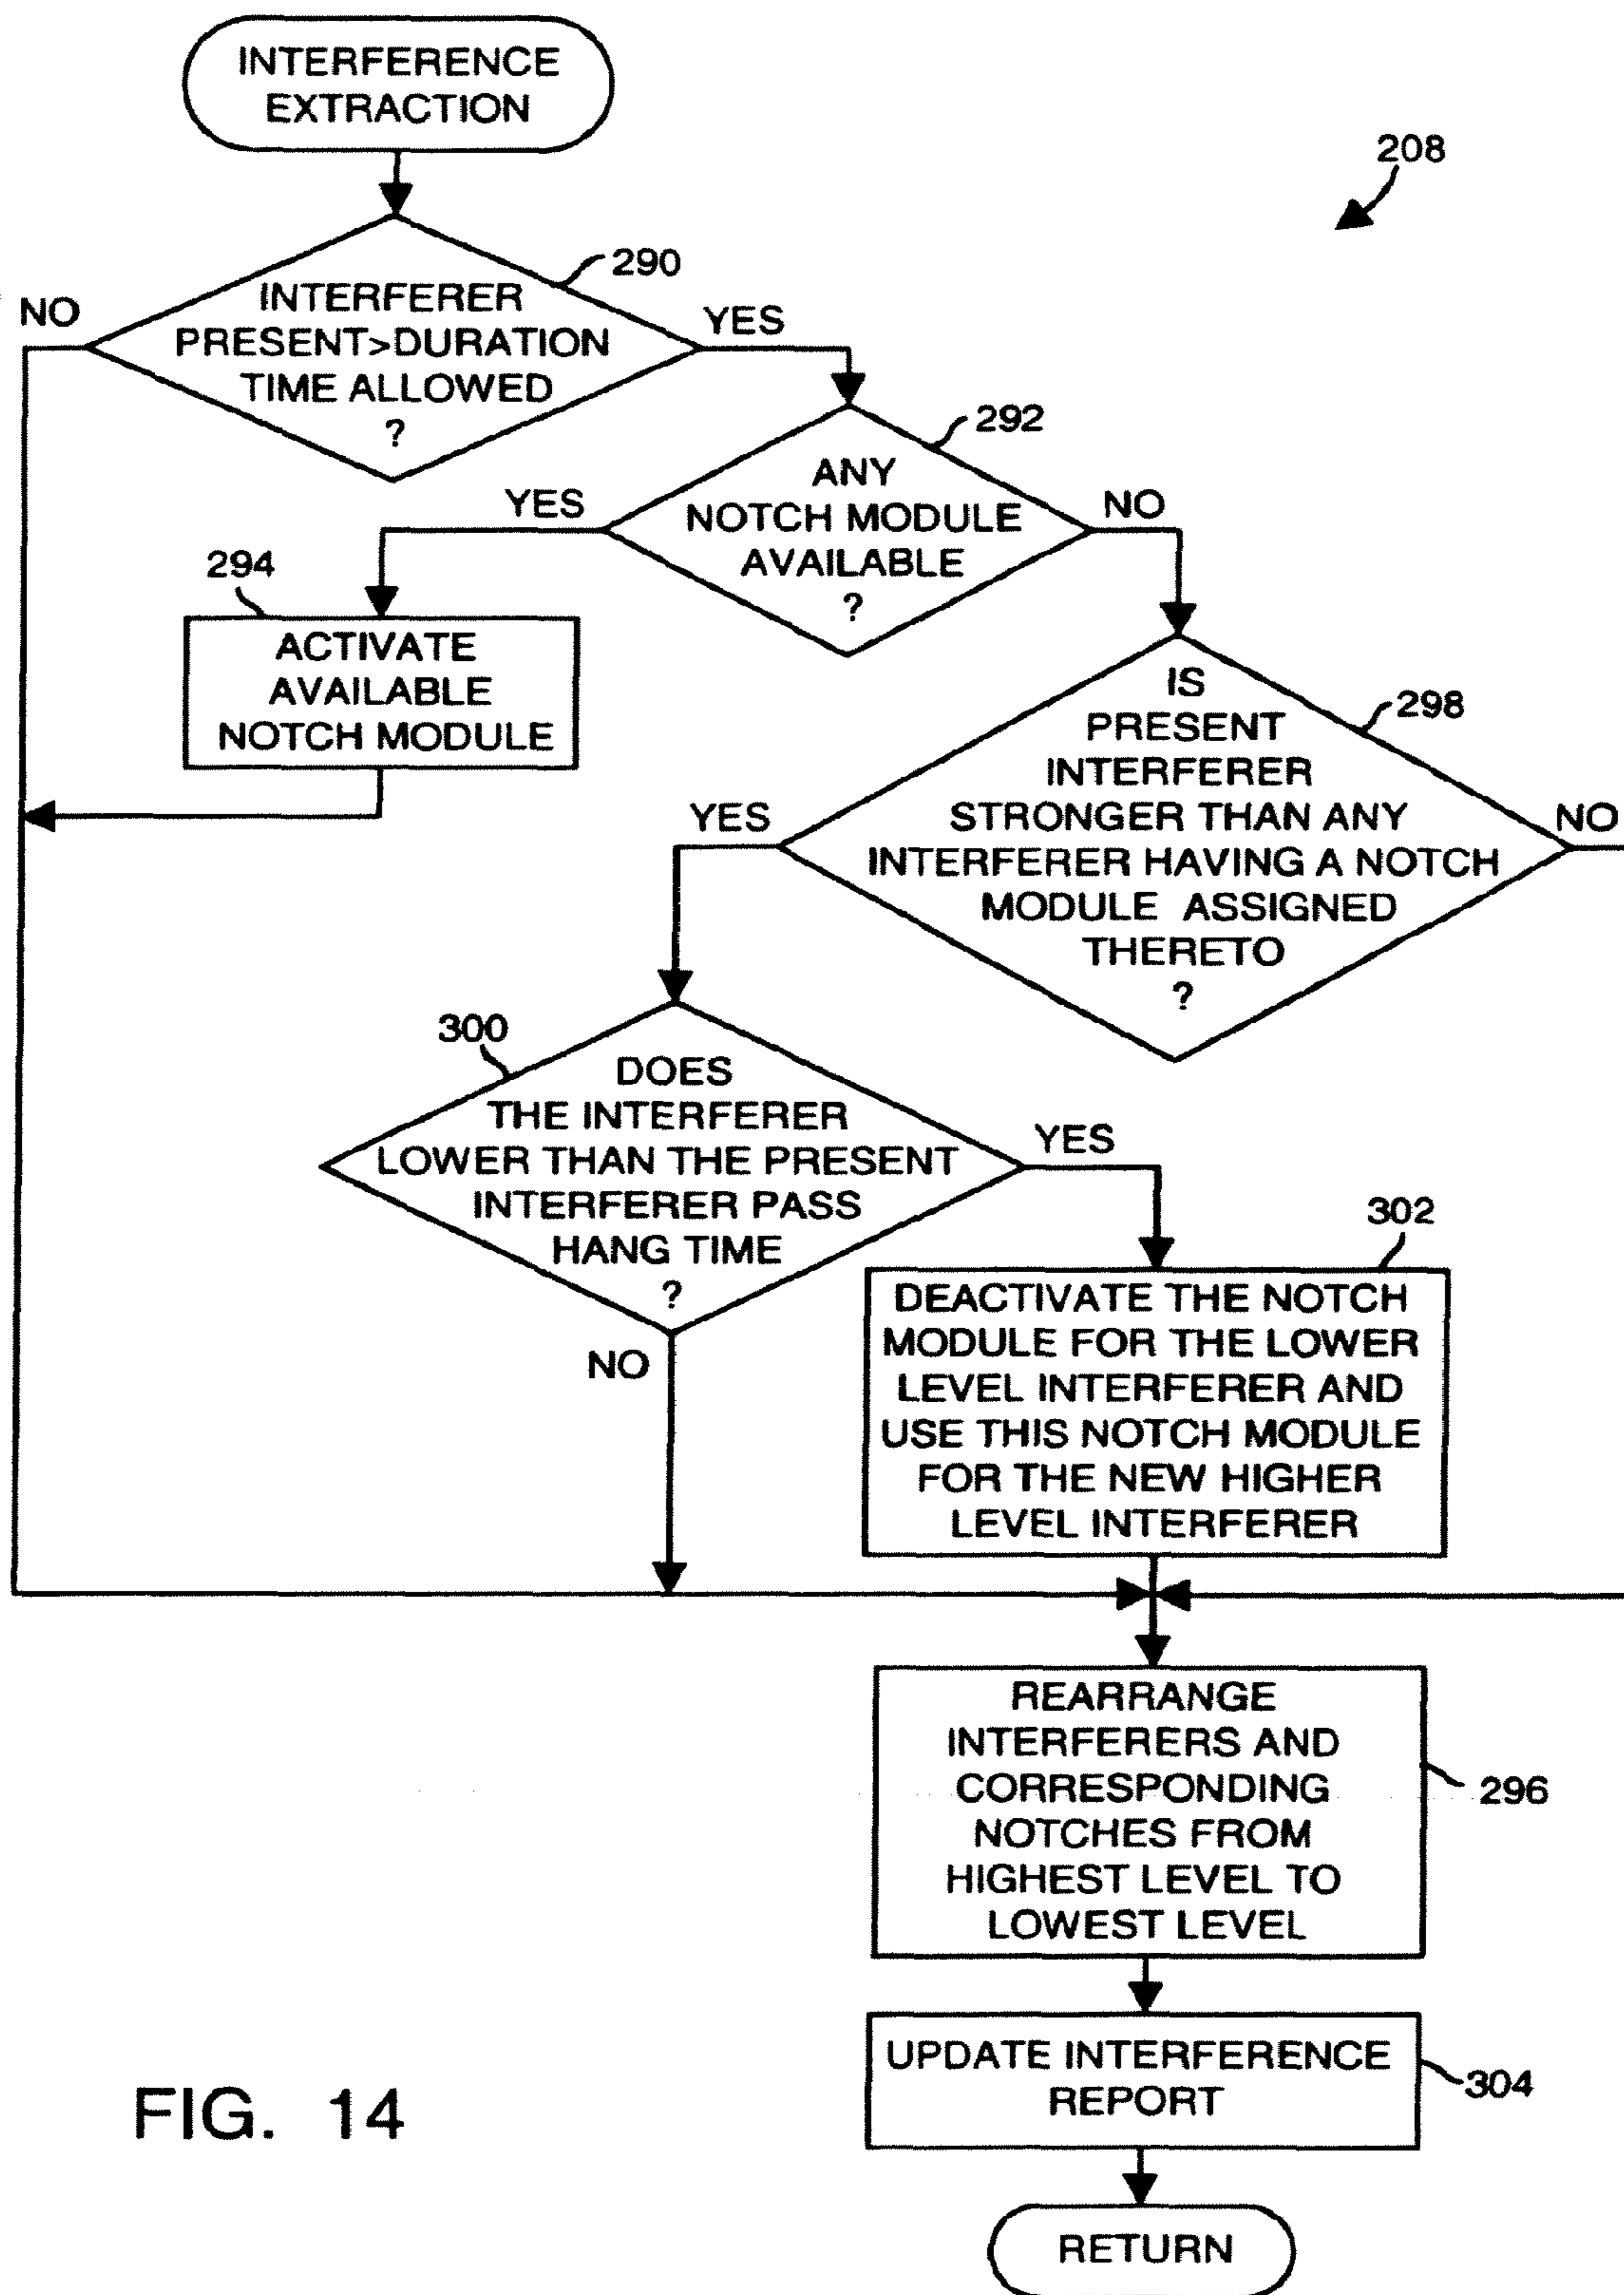 INTERFERENCE
EXTRACTION
208
290
NO
INTERFERER
PRESENT>DURATION
TIME ALLOWED
?
YES
292
ANY
NOTCH MODULE
AVAILABLE
?
YES
NO
294
ACTIVATE
AVAILABLE
NOTCH MODULE
298
IS
PRESENT
INTERFERER
STRONGER THAN ANY
INTERFERER HAVING A NOTCH
MODULE ASSIGNED
THERETO
?
YES
NO
300
DOES
THE INTERFERER
LOWER THAN THE PRESENT
INTERFERER PASS
HANG TIME
?
YES
NO
302
DEACTIVATE THE NOTCH
MODULE FOR THE LOWER
LEVEL INTERFERER AND
USE THIS NOTCH MODULE
FOR THE NEW HIGHER
LEVEL INTERFERER
REARRANGE
INTERFERERS AND
CORRESPONDING
NOTCHES FROM
HIGHEST LEVEL TO
LOWEST LEVEL
296
UPDATE INTERFERENCE
REPORT
304
RETURN
FIG. 14